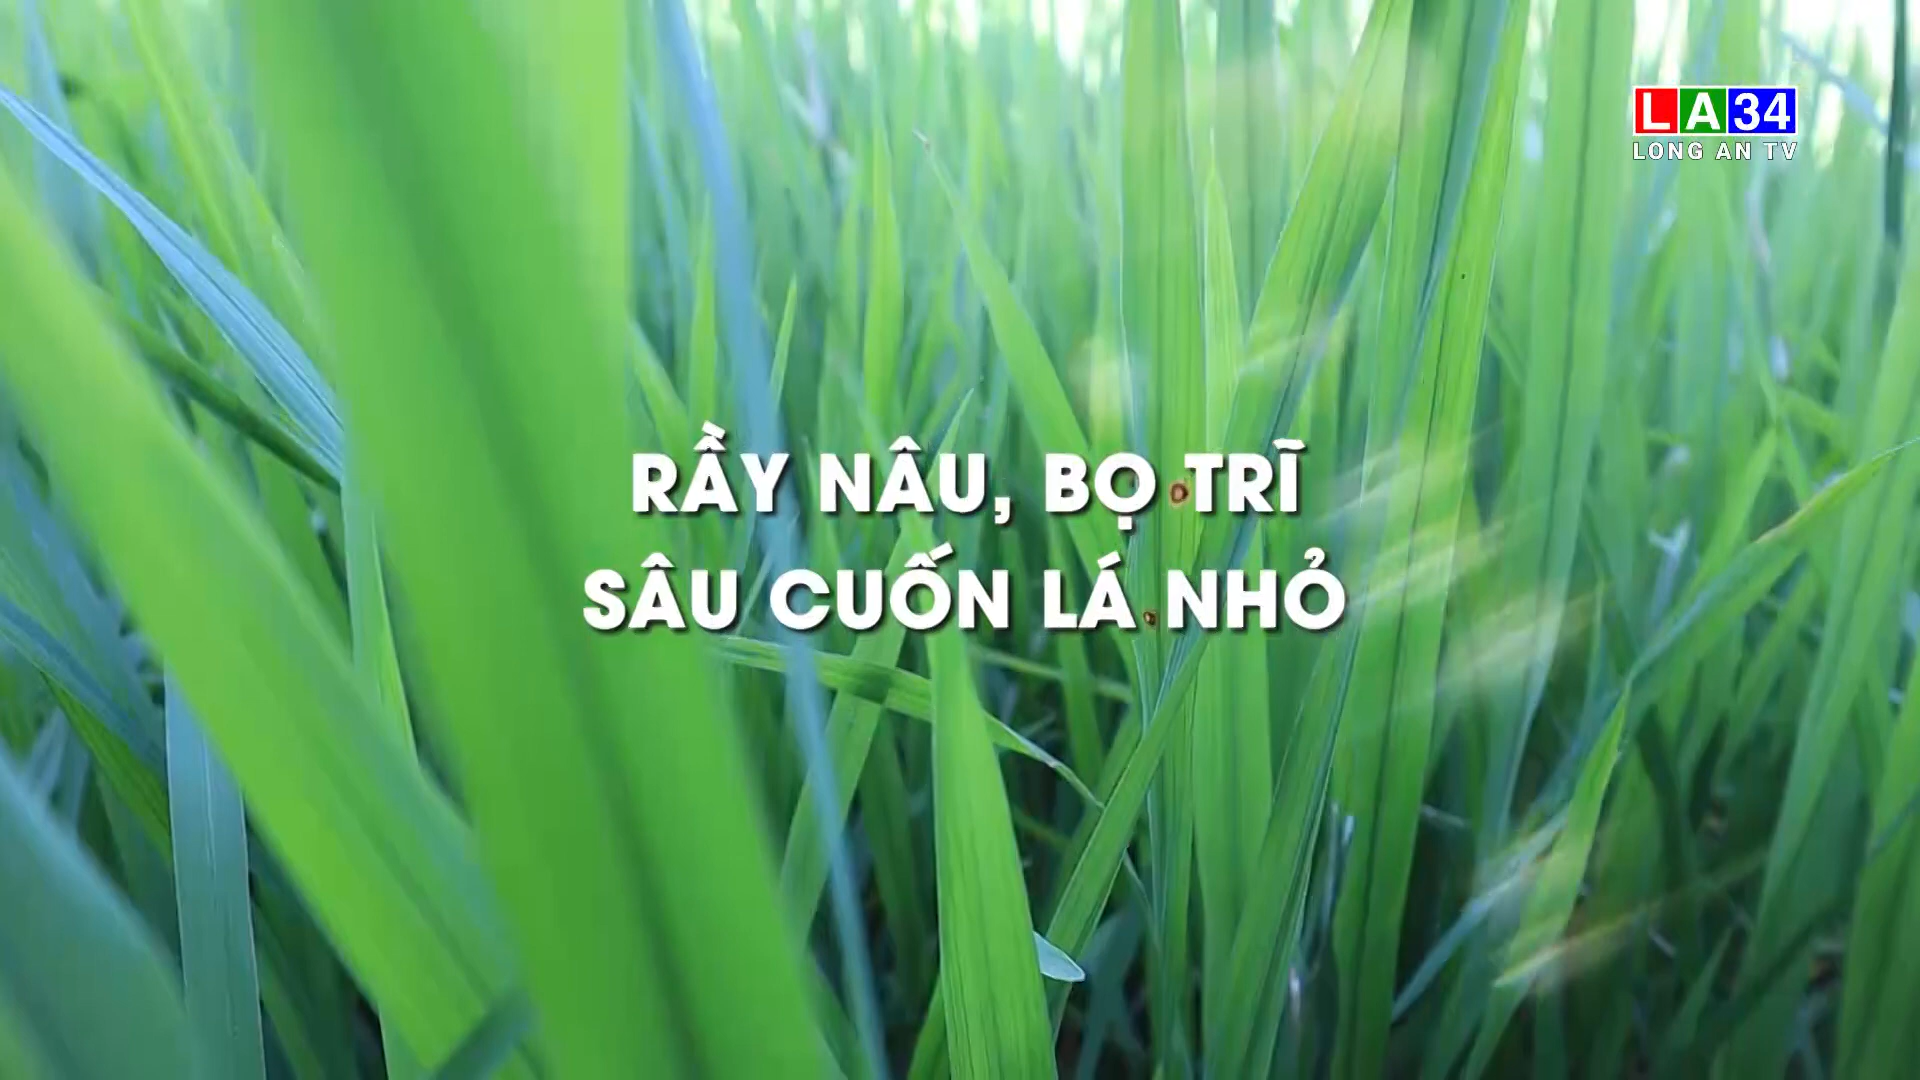 LA34
LONG AN TV
RẦY NÂU, BỌ TRĨ
SÂU CUỐN LÁ NHỎ